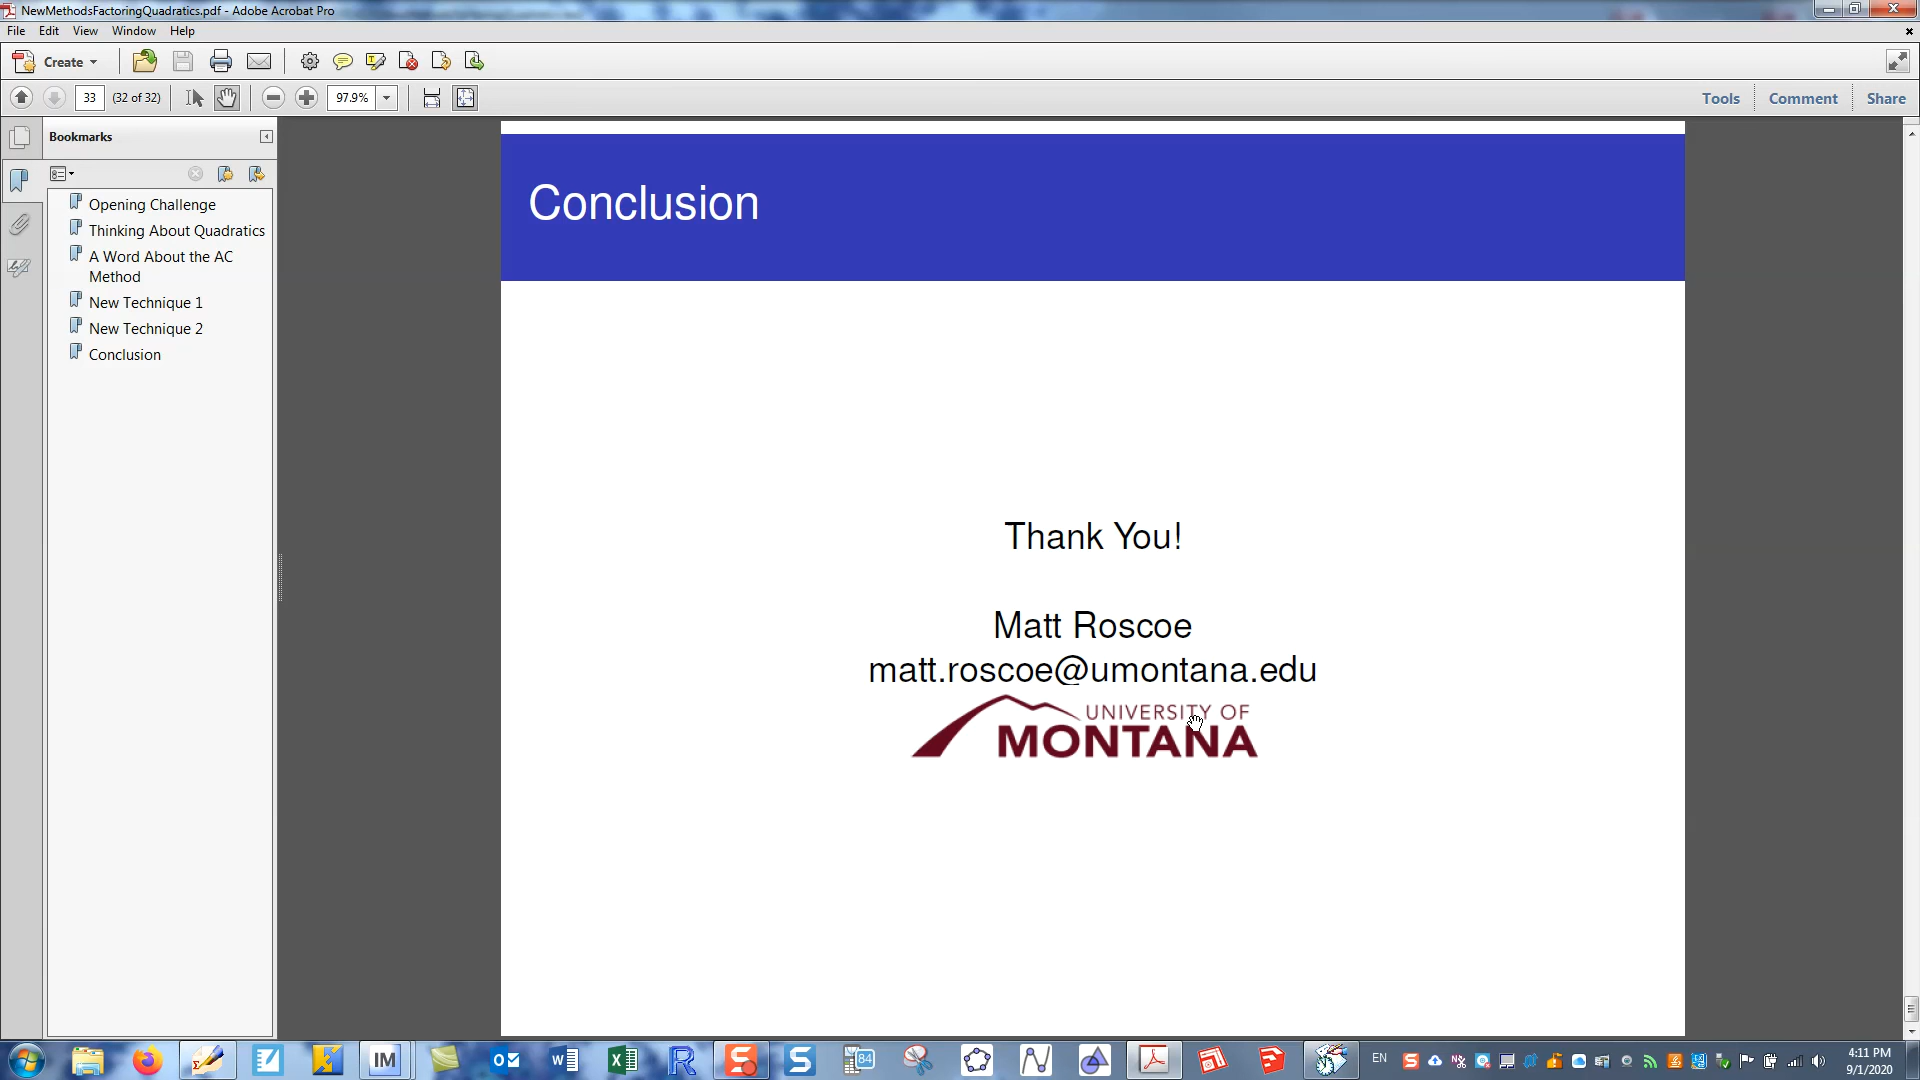 NewMethodsFactoringQuadratics.pdf - Adobe Acrobat Pro
File Edit View Window Help
Create
33 (32 of 32) 97.9% Tools Comment Share
Bookmarks
Opening Challenge
Thinking About Quadratics
A Word About the AC
Method
New Technique 1
New Technique 2
Conclusion
Conclusion
Thank You!
Matt Roscoe
matt.roscoe@umontana.edu
UNIVERSITY OF
MONTANA
IM 84 EN 4:11 PM
9/1/2020